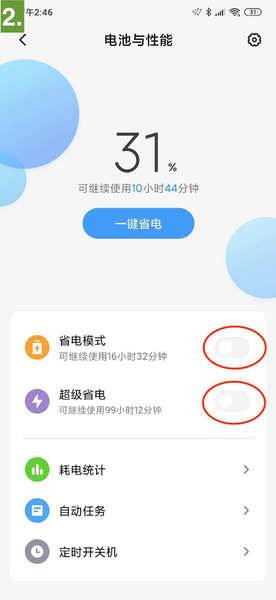 2.
午2:46
31
电池与性能
31%
可继续使用10小时44分钟
一键省电
省电模式
可继续使用16小时32分钟
超级省电
可继续使用99小时12分钟
耗电统计
自动任务
定时开关机